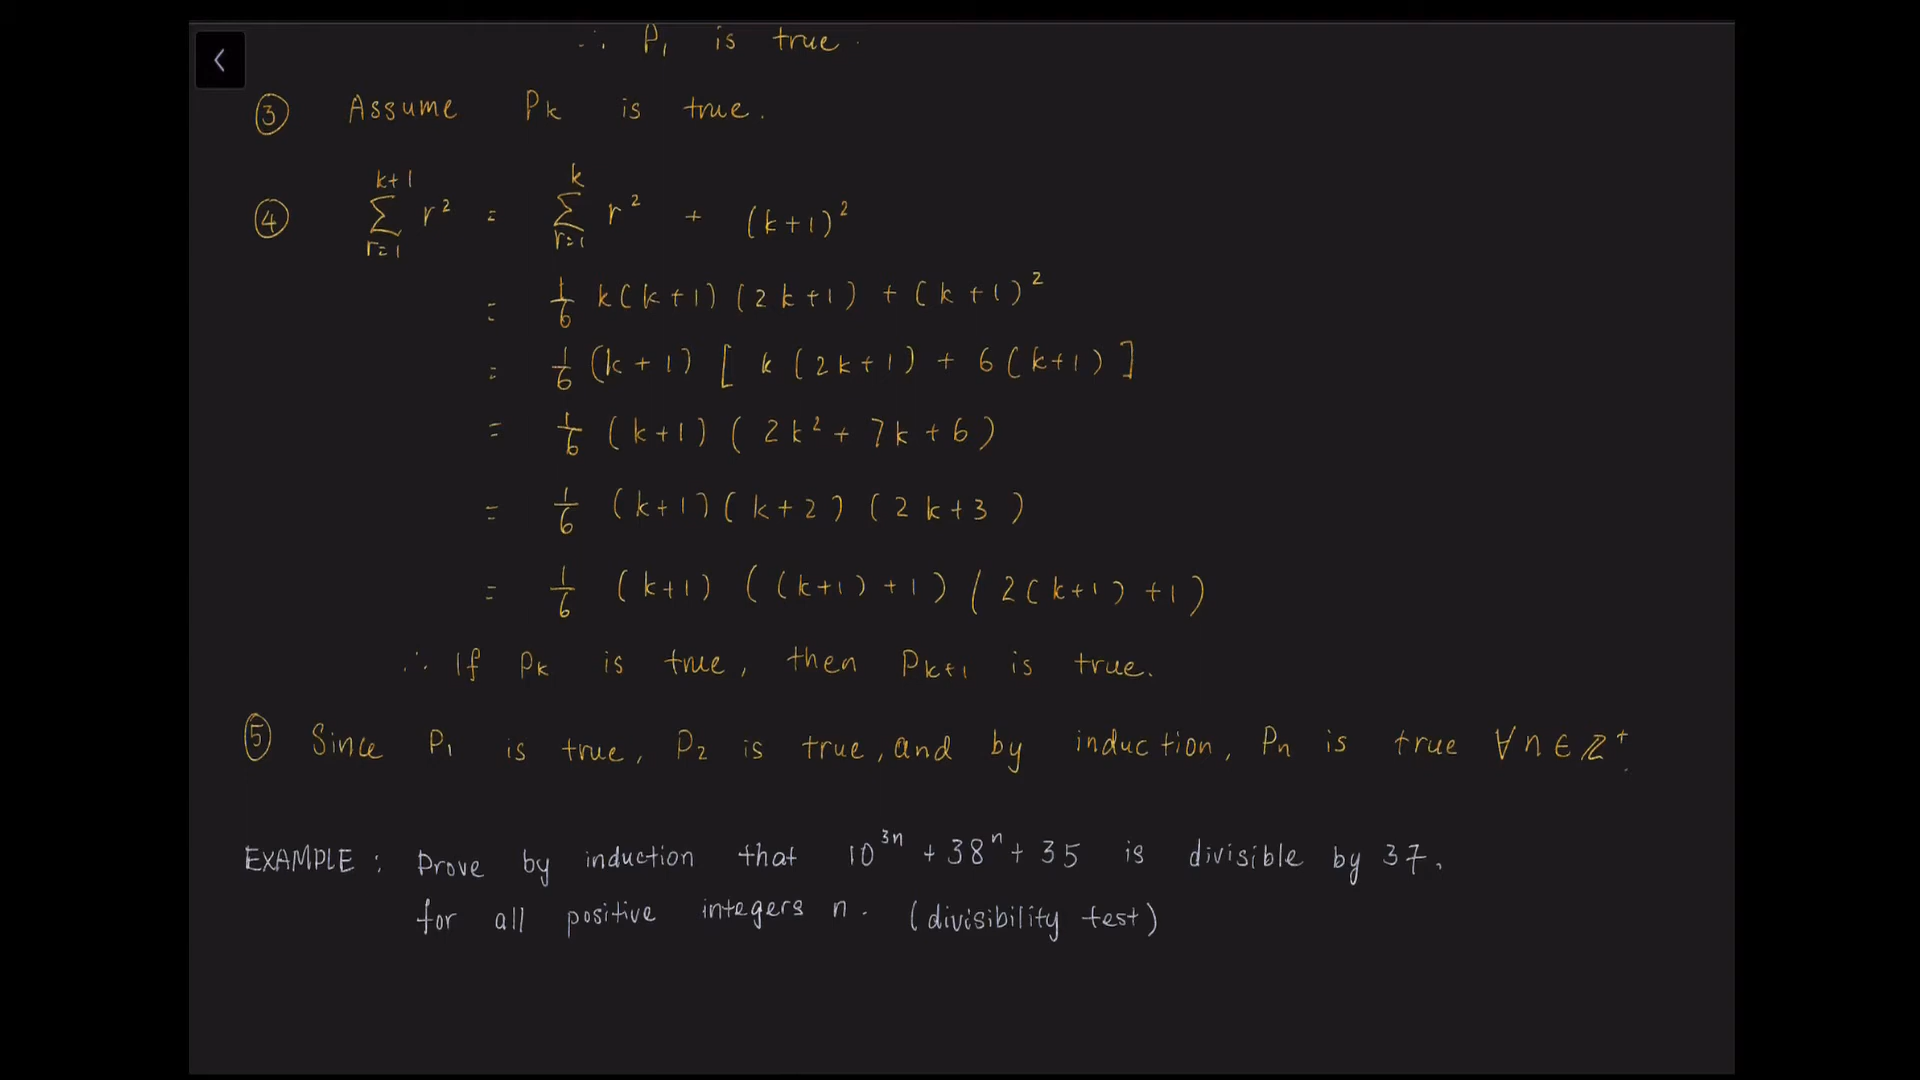 ∴ P₁ is true.
③ Assume Pₖ is true.
④ ∑_{r=1}^{k+1} r² = ∑_{r=1}^{k} r² + (k+1)²
= 1/6 k(k+1)(2k+1) + (k+1)²
= 1/6 (k+1) [ k(2k+1) + 6(k+1) ]
= 1/6 (k+1) (2k² + 7k + 6)
= 1/6 (k+1)(k+2)(2k+3)
= 1/6 (k+1) ((k+1)+1) (2(k+1)+1)
∴ If Pₖ is true, then Pₖ₊₁ is true.
⑤ Since P₁ is true, P₂ is true, and by induction, Pₙ is true ∀n∈ℤ⁺.
EXAMPLE: Prove by induction that 10³ⁿ + 38ⁿ + 35 is divisible by 37,
for all positive integers n. (divisibility test)